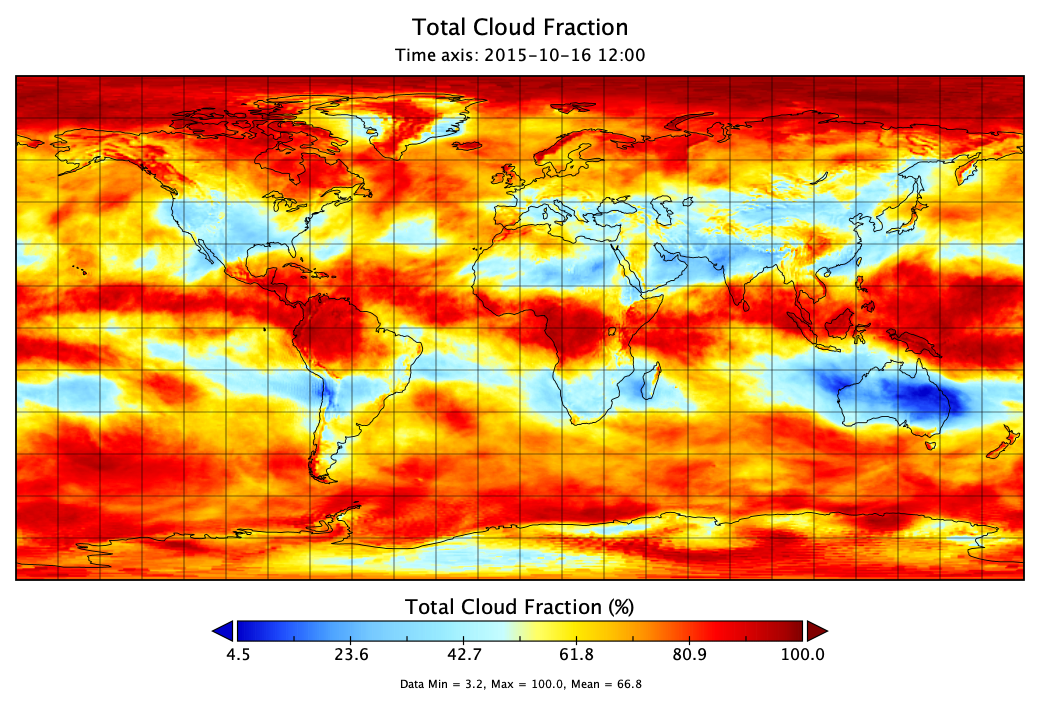 Total Cloud Fraction
Time axis: 2015-10-16 12:00
Total Cloud Fraction (%)
4.5 23.6 42.7 61.8 80.9 100.0
Data Min = 3.2, Max = 100.0, Mean = 66.8